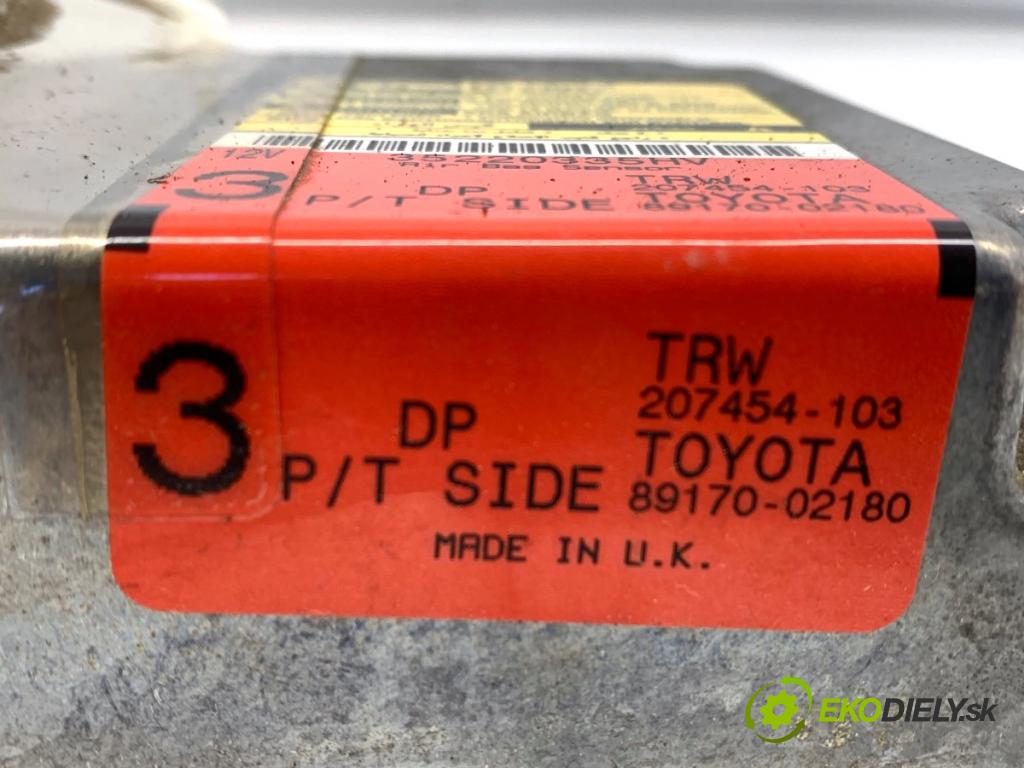 12V
35220335HV
Air Bag Sensor
3
DP
P/T SIDE
TRW
207454-103
TOYOTA
89170-02180
3
DP
P/T SIDE
TRW
207454-103
TOYOTA
89170-02180
MADE IN U.K.
EKODIELY.sk